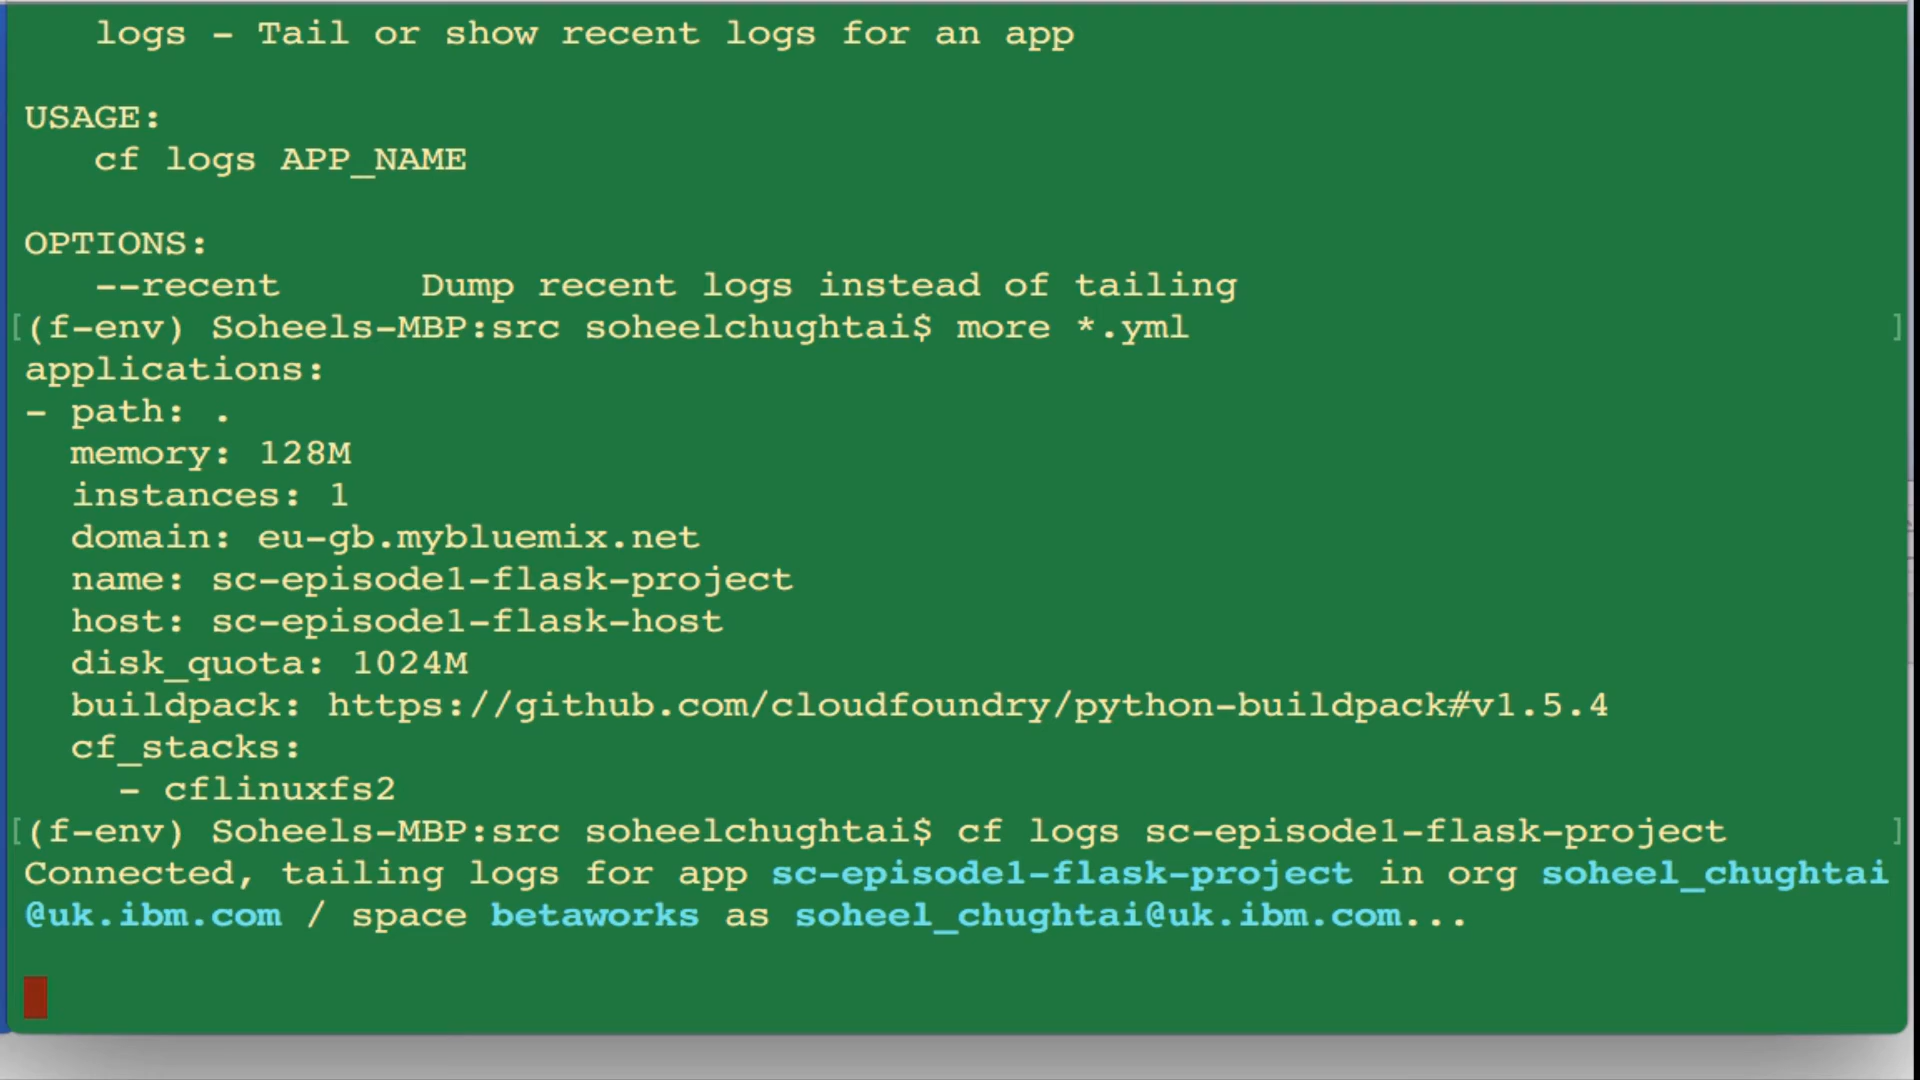 logs - Tail or show recent logs for an app
USAGE:
cf logs APP_NAME
OPTIONS:
--recent Dump recent logs instead of tailing
[(f-env) Soheels-MBP:src soheelchughtai$ more *.yml ]
applications:
- path: .
memory: 128M
instances: 1
domain: eu-gb.mybluemix.net
name: sc-episode1-flask-project
host: sc-episode1-flask-host
disk_quota: 1024M
buildpack: https://github.com/cloudfoundry/python-buildpack#v1.5.4
cf_stacks:
- cflinuxfs2
[(f-env) Soheels-MBP:src soheelchughtai$ cf logs sc-episode1-flask-project ]
Connected, tailing logs for app sc-episode1-flask-project in org soheel_chughtai
@uk.ibm.com / space betaworks as soheel_chughtai@uk.ibm.com...